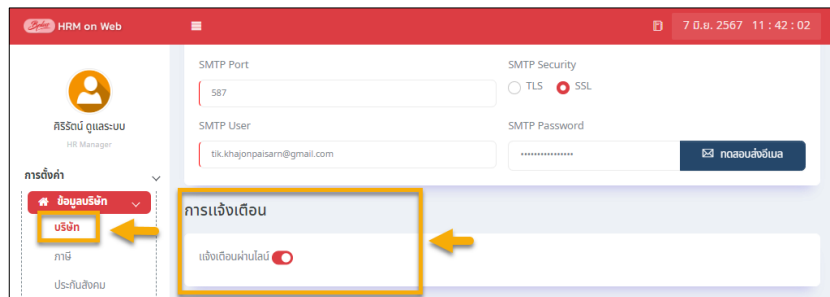 HRM on Web
7 มิ.ย. 2567 11 : 42 : 02
ศิริรัตน์ ดูแลระบบ
HR Manager
การตั้งค่า
ข้อมูลบริษัท
บริษัท
ภาษี
ประกันสังคม
SMTP Port
SMTP Security
587
TLS
SSL
SMTP User
SMTP Password
tik.khajonpaisarn@gmail.com
................
ทดสอบส่งอีเมล
การแจ้งเตือน
แจ้งเตือนผ่านไลน์